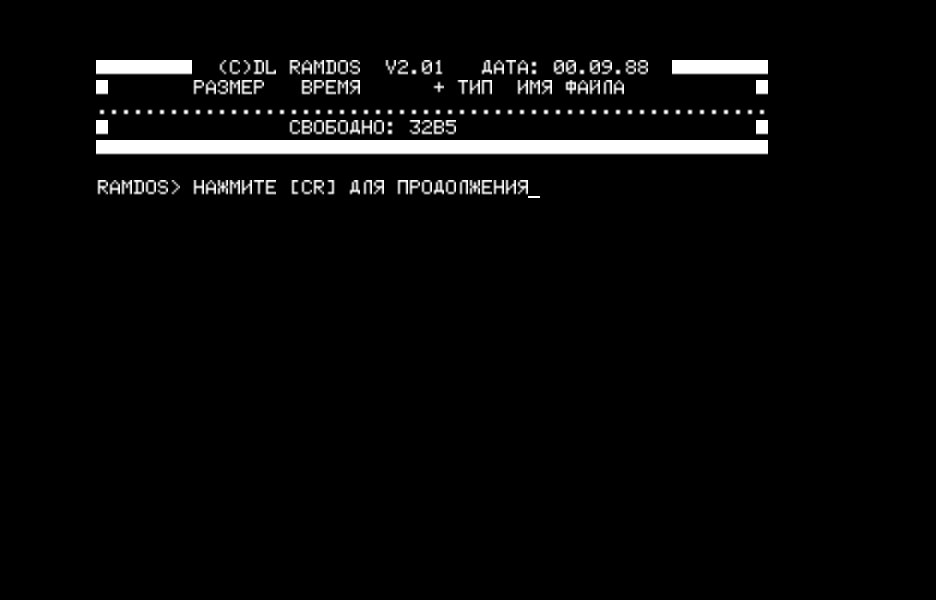 (C)DL RAMDOS V2.01 ДАТА: 00.09.88
РАЗМЕР ВРЕМЯ + ТИП ИМЯ ФАЙЛА
СВОБОДНО: 32B5
RAMDOS> НАЖМИТЕ [CR] ДЛЯ ПРОДОЛЖЕНИЯ_